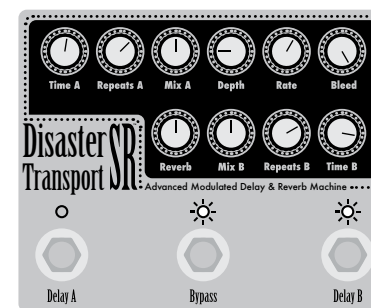 Time A Repeats A Mix A Depth Rate Bleed
Reverb Mix B Repeats B Time B
Disaster
Transport SR
Advanced Modulated Delay & Reverb Machine
Delay A Bypass Delay B